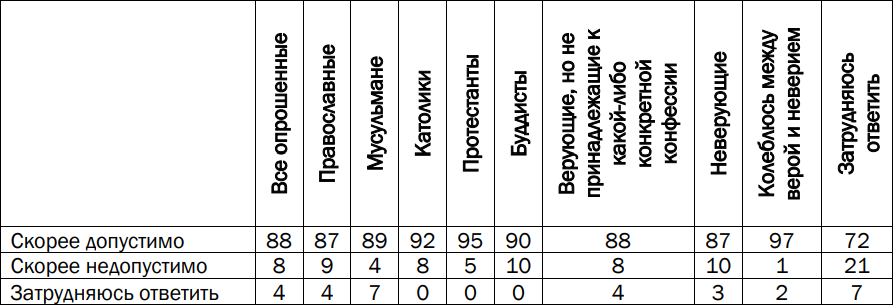 Все опрошенные
Православные
Мусульмане
Католики
Протестанты
Буддисты
Верующие, но не
принадлежащие к
какой-либо
конкретной
конфессии
Неверующие
Колеблюсь между
верой и неверием
Затрудняюсь
ответить
Скорее допустимо 88 87 89 92 95 90 88 87 97 72
Скорее недопустимо 8 9 4 8 5 10 8 10 1 21
Затрудняюсь ответить 4 4 7 0 0 0 4 3 2 7